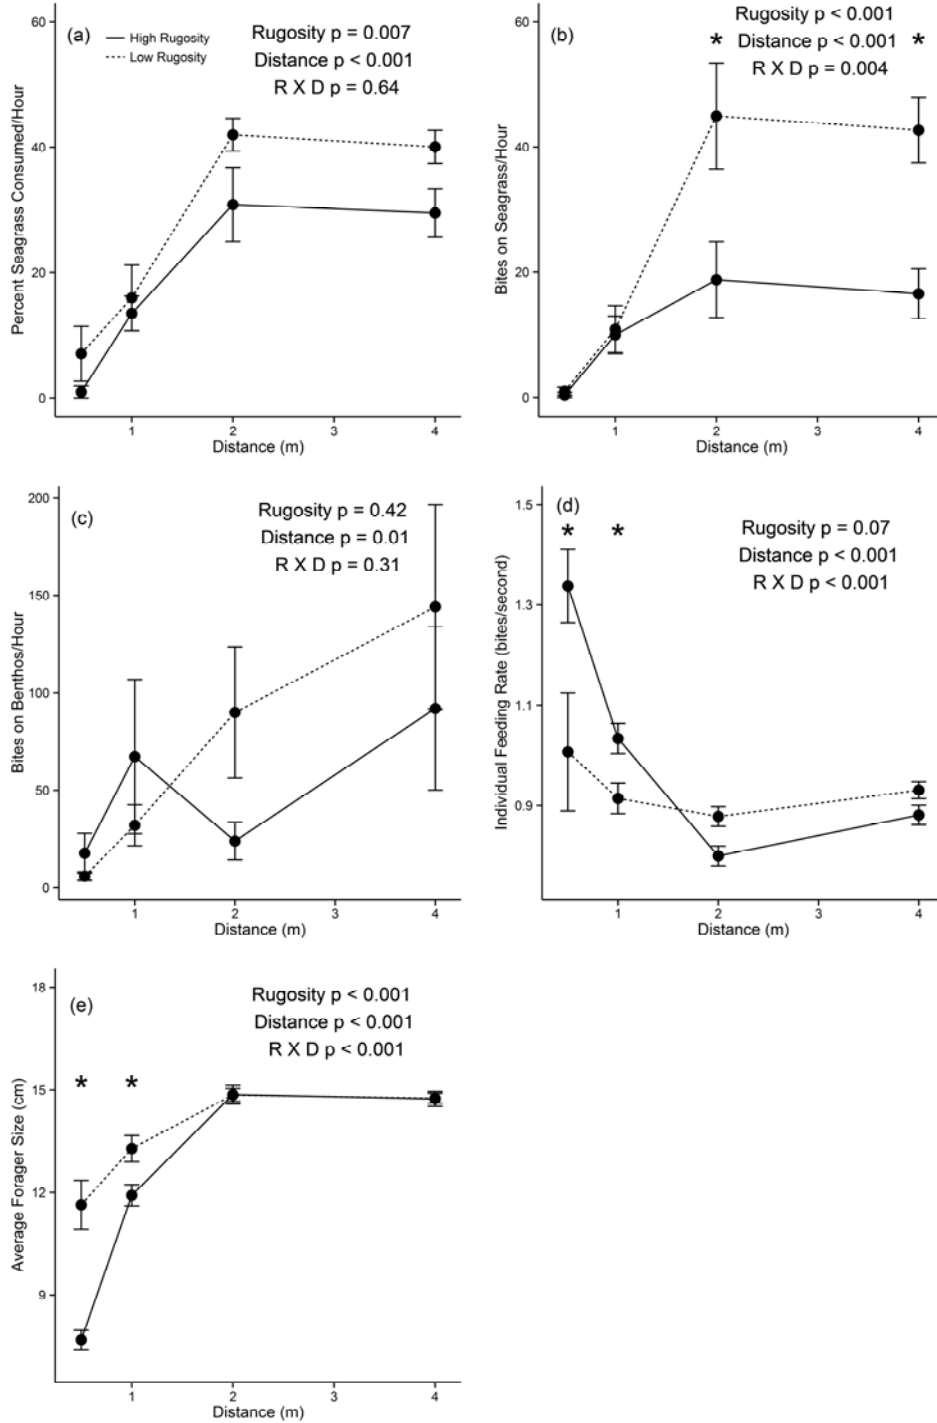 60
(a)
High Rugosity
Low Rugosity
Rugosity p = 0.007
Distance p < 0.001
R X D p = 0.64
40
20
0
Percent Seagrass Consumed/Hour
1 2 3 4
Distance (m)
60
(b)
Rugosity p < 0.001
* Distance p < 0.001 *
R X D p = 0.004
40
20
0
Bites on Seagrass/Hour
1 2 3 4
Distance (m)
200
(c)
Rugosity p = 0.42
Distance p = 0.01
R X D p = 0.31
150
100
50
0
Bites on Benthos/Hour
1 2 3 4
Distance (m)
1.5
(d)
* *
Rugosity p = 0.07
Distance p < 0.001
R X D p < 0.001
1.3
1.1
0.9
Individual Feeding Rate (bites/second)
1 2 3 4
Distance (m)
18
(e)
Rugosity p < 0.001
Distance p < 0.001
R X D p < 0.001
* *
15
12
9
Average Forager Size (cm)
1 2 3 4
Distance (m)